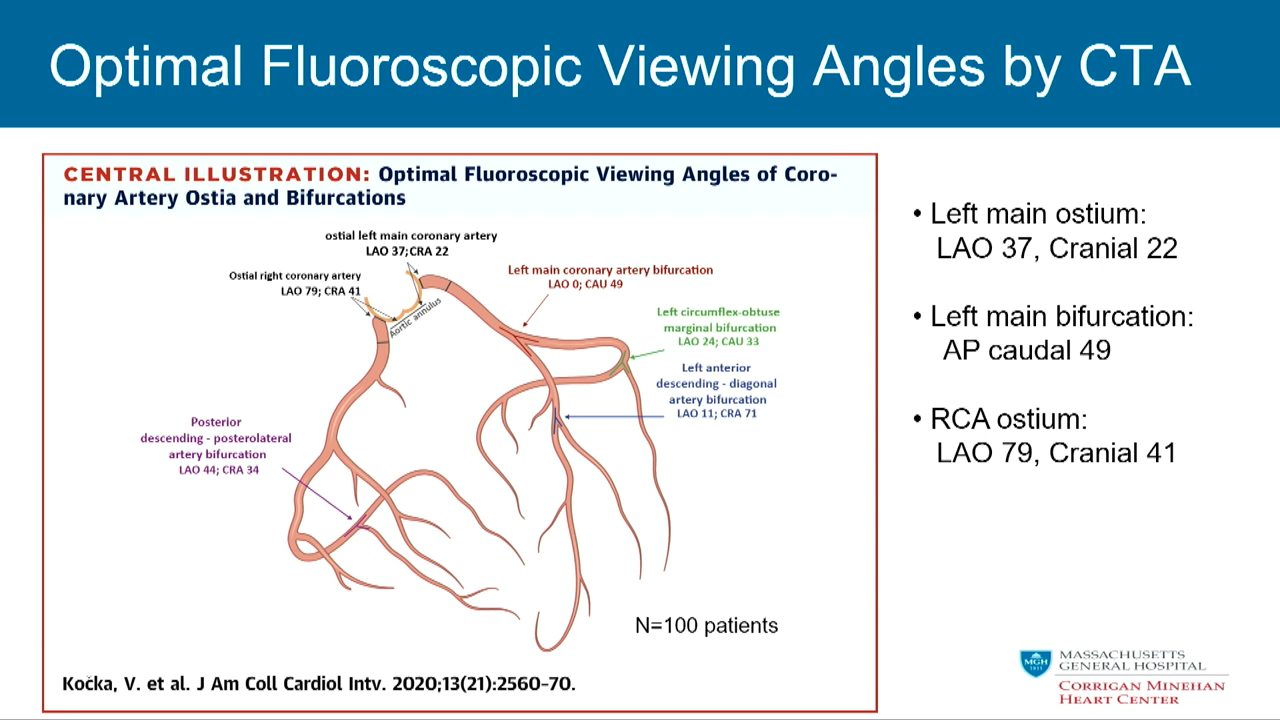 Optimal Fluoroscopic Viewing Angles by CTA
CENTRAL ILLUSTRATION: Optimal Fluoroscopic Viewing Angles of Coro-
nary Artery Ostia and Bifurcations
ostial left main coronary artery
LAO 37;CRA 22
Ostial right coronary artery
LAO 79; CRA 41
Aortic annulus
Left main coronary artery bifurcation
LAO 0; CAU 49
Left circumflex-obtuse
marginal bifurcation
LAO 24; CAU 33
Left anterior
descending - diagonal
artery bifurcation
LAO 11; CRA 71
Posterior
descending - posterolateral
artery bifurcation
LAO 44; CRA 34
N=100 patients
Kočka, V. et al. J Am Coll Cardiol Intv. 2020;13(21):2560–70.
• Left main ostium:
LAO 37, Cranial 22
• Left main bifurcation:
AP caudal 49
• RCA ostium:
LAO 79, Cranial 41
MGH
1811
MASSACHUSETTS
GENERAL HOSPITAL
CORRIGAN MINEHAN
HEART CENTER